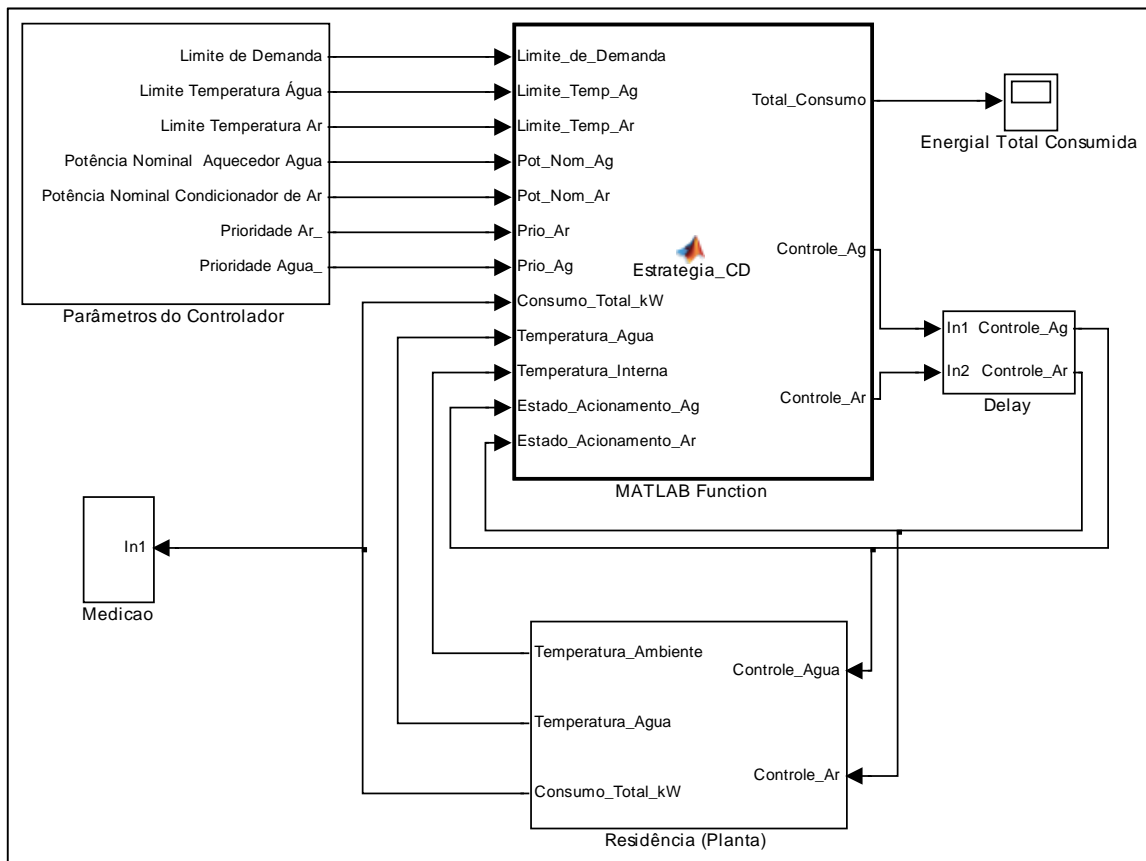 Limite de Demanda
Limite Temperatura Água
Limite Temperatura Ar
Potência Nominal Aquecedor Agua
Potência Nominal Condicionador de Ar
Prioridade Ar_
Prioridade Agua_
Parâmetros do Controlador
Limite_de_Demanda
Limite_Temp_Ag
Limite_Temp_Ar
Pot_Nom_Ag
Pot_Nom_Ar
Prio_Ar
Prio_Ag
Consumo_Total_kW
Temperatura_Agua
Temperatura_Interna
Estado_Acionamento_Ag
Estado_Acionamento_Ar
Estrategia_CD
Total_Consumo
Controle_Ag
Controle_Ar
MATLAB Function
Energial Total Consumida
In1 Controle_Ag
In2 Controle_Ar
Delay
In1
Medicao
Temperatura_Ambiente
Temperatura_Agua
Consumo_Total_kW
Controle_Agua
Controle_Ar
Residência (Planta)